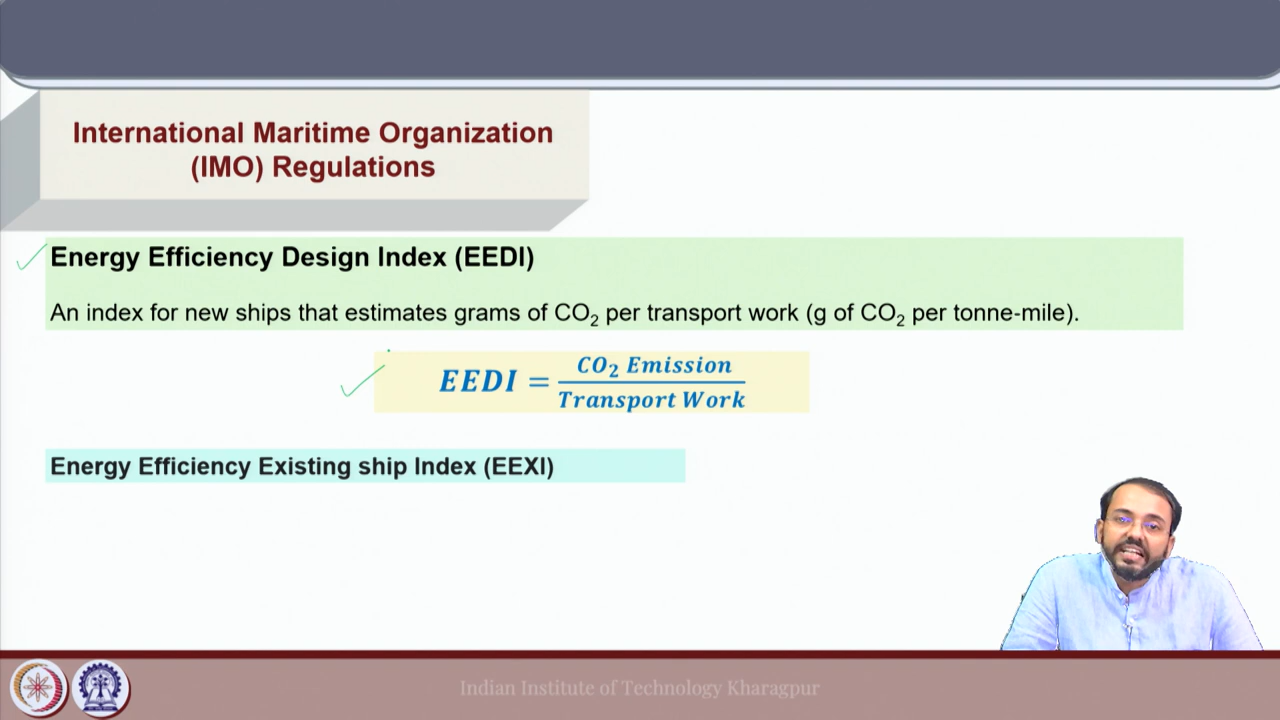 International Maritime Organization
(IMO) Regulations
Energy Efficiency Design Index (EEDI)
An index for new ships that estimates grams of CO₂ per transport work (g of CO₂ per tonne-mile).
EEDI = CO₂ Emission / Transport Work
Energy Efficiency Existing ship Index (EEXI)
Indian Institute of Technology Kharagpur